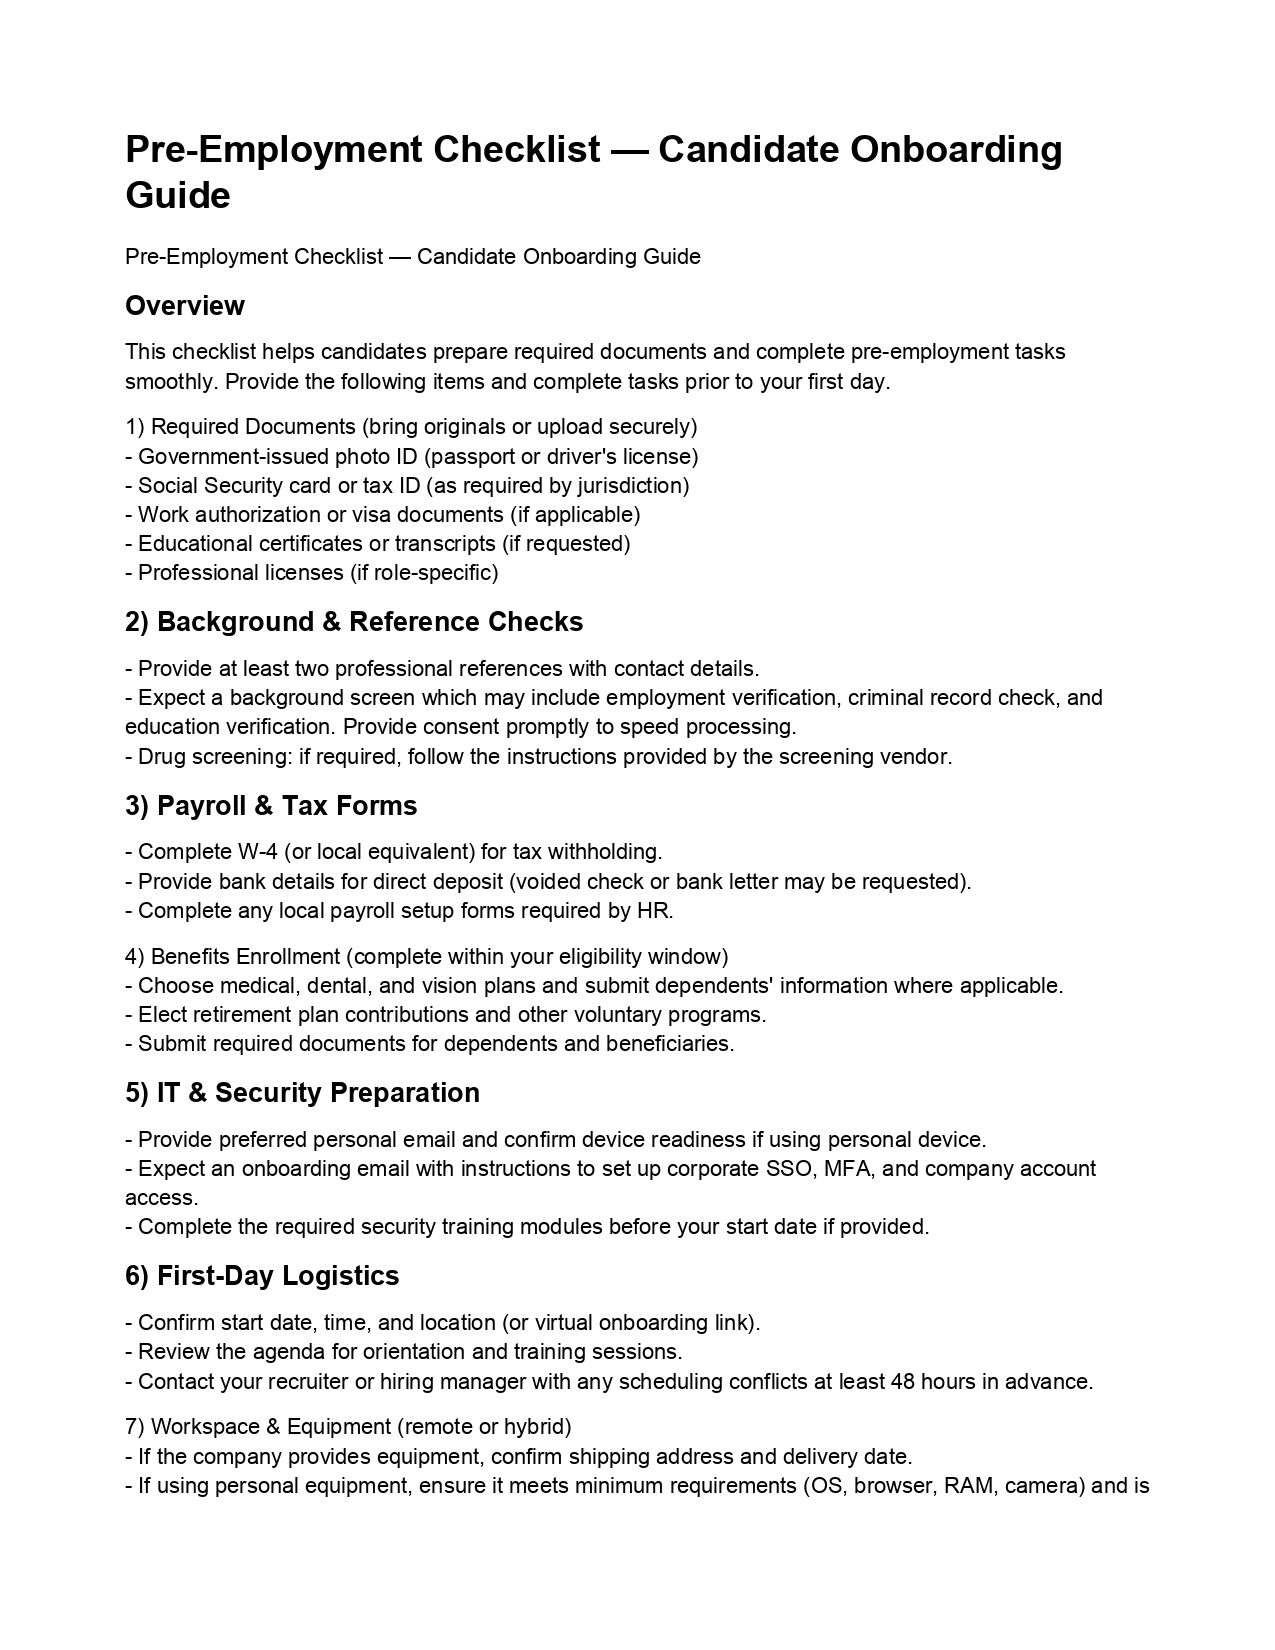 Pre-Employment Checklist — Candidate Onboarding
Guide
Pre-Employment Checklist — Candidate Onboarding Guide
Overview
This checklist helps candidates prepare required documents and complete pre-employment tasks
smoothly. Provide the following items and complete tasks prior to your first day.
1) Required Documents (bring originals or upload securely)
- Government-issued photo ID (passport or driver's license)
- Social Security card or tax ID (as required by jurisdiction)
- Work authorization or visa documents (if applicable)
- Educational certificates or transcripts (if requested)
- Professional licenses (if role-specific)
2) Background & Reference Checks
- Provide at least two professional references with contact details.
- Expect a background screen which may include employment verification, criminal record check, and
education verification. Provide consent promptly to speed processing.
- Drug screening: if required, follow the instructions provided by the screening vendor.
3) Payroll & Tax Forms
- Complete W-4 (or local equivalent) for tax withholding.
- Provide bank details for direct deposit (voided check or bank letter may be requested).
- Complete any local payroll setup forms required by HR.
4) Benefits Enrollment (complete within your eligibility window)
- Choose medical, dental, and vision plans and submit dependents' information where applicable.
- Elect retirement plan contributions and other voluntary programs.
- Submit required documents for dependents and beneficiaries.
5) IT & Security Preparation
- Provide preferred personal email and confirm device readiness if using personal device.
- Expect an onboarding email with instructions to set up corporate SSO, MFA, and company account
access.
- Complete the required security training modules before your start date if provided.
6) First-Day Logistics
- Confirm start date, time, and location (or virtual onboarding link).
- Review the agenda for orientation and training sessions.
- Contact your recruiter or hiring manager with any scheduling conflicts at least 48 hours in advance.
7) Workspace & Equipment (remote or hybrid)
- If the company provides equipment, confirm shipping address and delivery date.
- If using personal equipment, ensure it meets minimum requirements (OS, browser, RAM, camera) and is